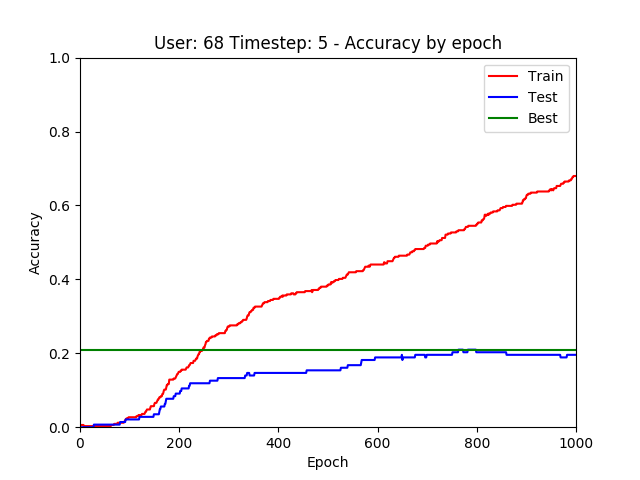 User: 68 Timestep: 5 - Accuracy by epoch
Train
Test
Best
Accuracy
1.0
0.8
0.6
0.4
0.2
0.0
0 200 400 600 800 1000
Epoch